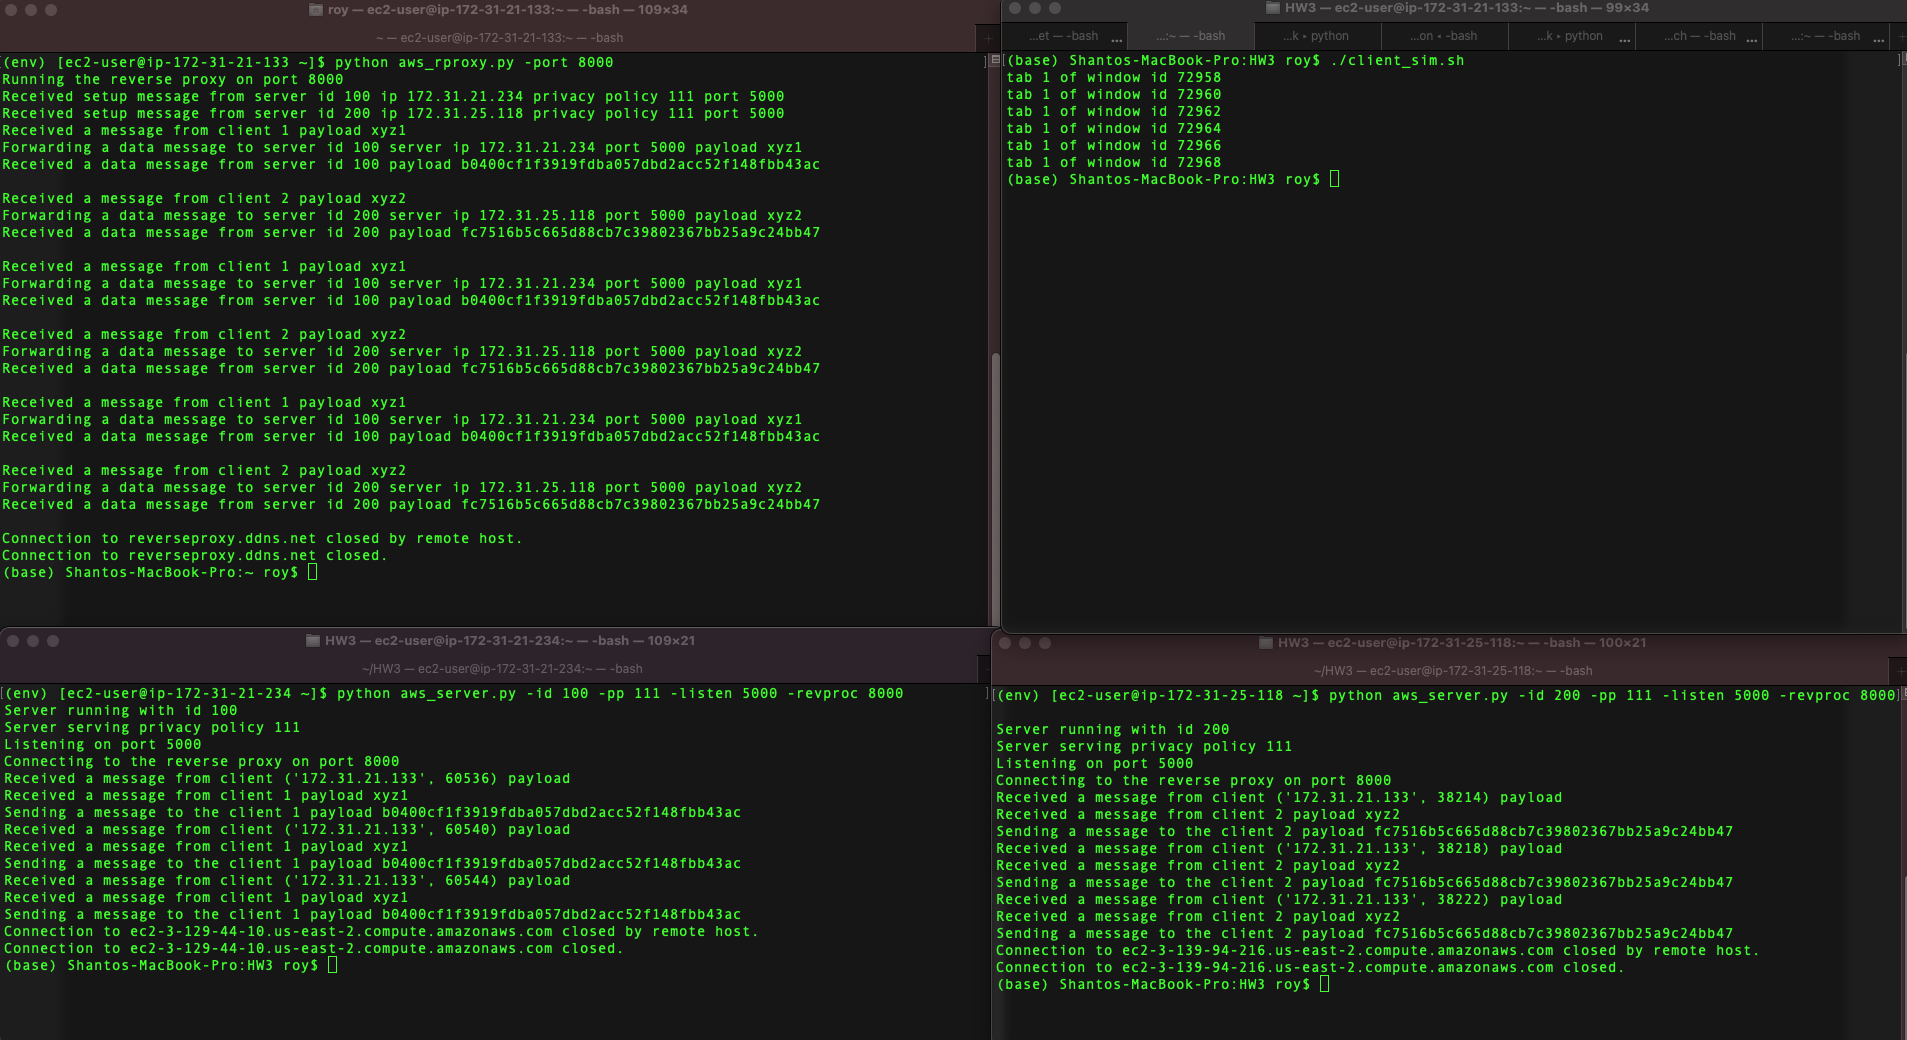 roy — ec2-user@ip-172-31-21-133:~ — -bash — 109×34
~ — ec2-user@ip-172-31-21-133:~ — -bash
(env) [ec2-user@ip-172-31-21-133 ~]$ python aws_rproxy.py -port 8000
Running the reverse proxy on port 8000
Received setup message from server id 100 ip 172.31.21.234 privacy policy 111 port 5000
Received setup message from server id 200 ip 172.31.25.118 privacy policy 111 port 5000
Received a message from client 1 payload xyz1
Forwarding a data message to server id 100 server ip 172.31.21.234 port 5000 payload xyz1
Received a data message from server id 100 payload b0400cf1f3919fdba057dbd2acc52f148fbb43ac
Received a message from client 2 payload xyz2
Forwarding a data message to server id 200 server ip 172.31.25.118 port 5000 payload xyz2
Received a data message from server id 200 payload fc7516b5c665d88cb7c39802367bb25a9c24bb47
Received a message from client 1 payload xyz1
Forwarding a data message to server id 100 server ip 172.31.21.234 port 5000 payload xyz1
Received a data message from server id 100 payload b0400cf1f3919fdba057dbd2acc52f148fbb43ac
Received a message from client 2 payload xyz2
Forwarding a data message to server id 200 server ip 172.31.25.118 port 5000 payload xyz2
Received a data message from server id 200 payload fc7516b5c665d88cb7c39802367bb25a9c24bb47
Received a message from client 1 payload xyz1
Forwarding a data message to server id 100 server ip 172.31.21.234 port 5000 payload xyz1
Received a data message from server id 100 payload b0400cf1f3919fdba057dbd2acc52f148fbb43ac
Received a message from client 2 payload xyz2
Forwarding a data message to server id 200 server ip 172.31.25.118 port 5000 payload xyz2
Received a data message from server id 200 payload fc7516b5c665d88cb7c39802367bb25a9c24bb47
Connection to reverseproxy.ddns.net closed by remote host.
Connection to reverseproxy.ddns.net closed.
(base) Shantos-MacBook-Pro:~ roy$
HW3 — ec2-user@ip-172-31-21-133:~ — -bash — 99×34
...et — -bash ... ...:~ — -bash ...k ▸ python ...on ◂ -bash ...k ▸ python ... ...ch — -bash ... ...:~ — -bash ...
(base) Shantos-MacBook-Pro:HW3 roy$ ./client_sim.sh
tab 1 of window id 72958
tab 1 of window id 72960
tab 1 of window id 72962
tab 1 of window id 72964
tab 1 of window id 72966
tab 1 of window id 72968
(base) Shantos-MacBook-Pro:HW3 roy$
HW3 — ec2-user@ip-172-31-21-234:~ — -bash — 109×21
~/HW3 — ec2-user@ip-172-31-21-234:~ — -bash
(env) [ec2-user@ip-172-31-21-234 ~]$ python aws_server.py -id 100 -pp 111 -listen 5000 -revproc 8000
Server running with id 100
Server serving privacy policy 111
Listening on port 5000
Connecting to the reverse proxy on port 8000
Received a message from client ('172.31.21.133', 60536) payload
Received a message from client 1 payload xyz1
Sending a message to the client 1 payload b0400cf1f3919fdba057dbd2acc52f148fbb43ac
Received a message from client ('172.31.21.133', 60540) payload
Received a message from client 1 payload xyz1
Sending a message to the client 1 payload b0400cf1f3919fdba057dbd2acc52f148fbb43ac
Received a message from client ('172.31.21.133', 60544) payload
Received a message from client 1 payload xyz1
Sending a message to the client 1 payload b0400cf1f3919fdba057dbd2acc52f148fbb43ac
Connection to ec2-3-129-44-10.us-east-2.compute.amazonaws.com closed by remote host.
Connection to ec2-3-129-44-10.us-east-2.compute.amazonaws.com closed.
(base) Shantos-MacBook-Pro:HW3 roy$
HW3 — ec2-user@ip-172-31-25-118:~ — -bash — 100×21
~/HW3 — ec2-user@ip-172-31-25-118:~ — -bash
(env) [ec2-user@ip-172-31-25-118 ~]$ python aws_server.py -id 200 -pp 111 -listen 5000 -revproc 8000
Server running with id 200
Server serving privacy policy 111
Listening on port 5000
Connecting to the reverse proxy on port 8000
Received a message from client ('172.31.21.133', 38214) payload
Received a message from client 2 payload xyz2
Sending a message to the client 2 payload fc7516b5c665d88cb7c39802367bb25a9c24bb47
Received a message from client ('172.31.21.133', 38218) payload
Received a message from client 2 payload xyz2
Sending a message to the client 2 payload fc7516b5c665d88cb7c39802367bb25a9c24bb47
Received a message from client ('172.31.21.133', 38222) payload
Received a message from client 2 payload xyz2
Sending a message to the client 2 payload fc7516b5c665d88cb7c39802367bb25a9c24bb47
Connection to ec2-3-139-94-216.us-east-2.compute.amazonaws.com closed by remote host.
Connection to ec2-3-139-94-216.us-east-2.compute.amazonaws.com closed.
(base) Shantos-MacBook-Pro:HW3 roy$